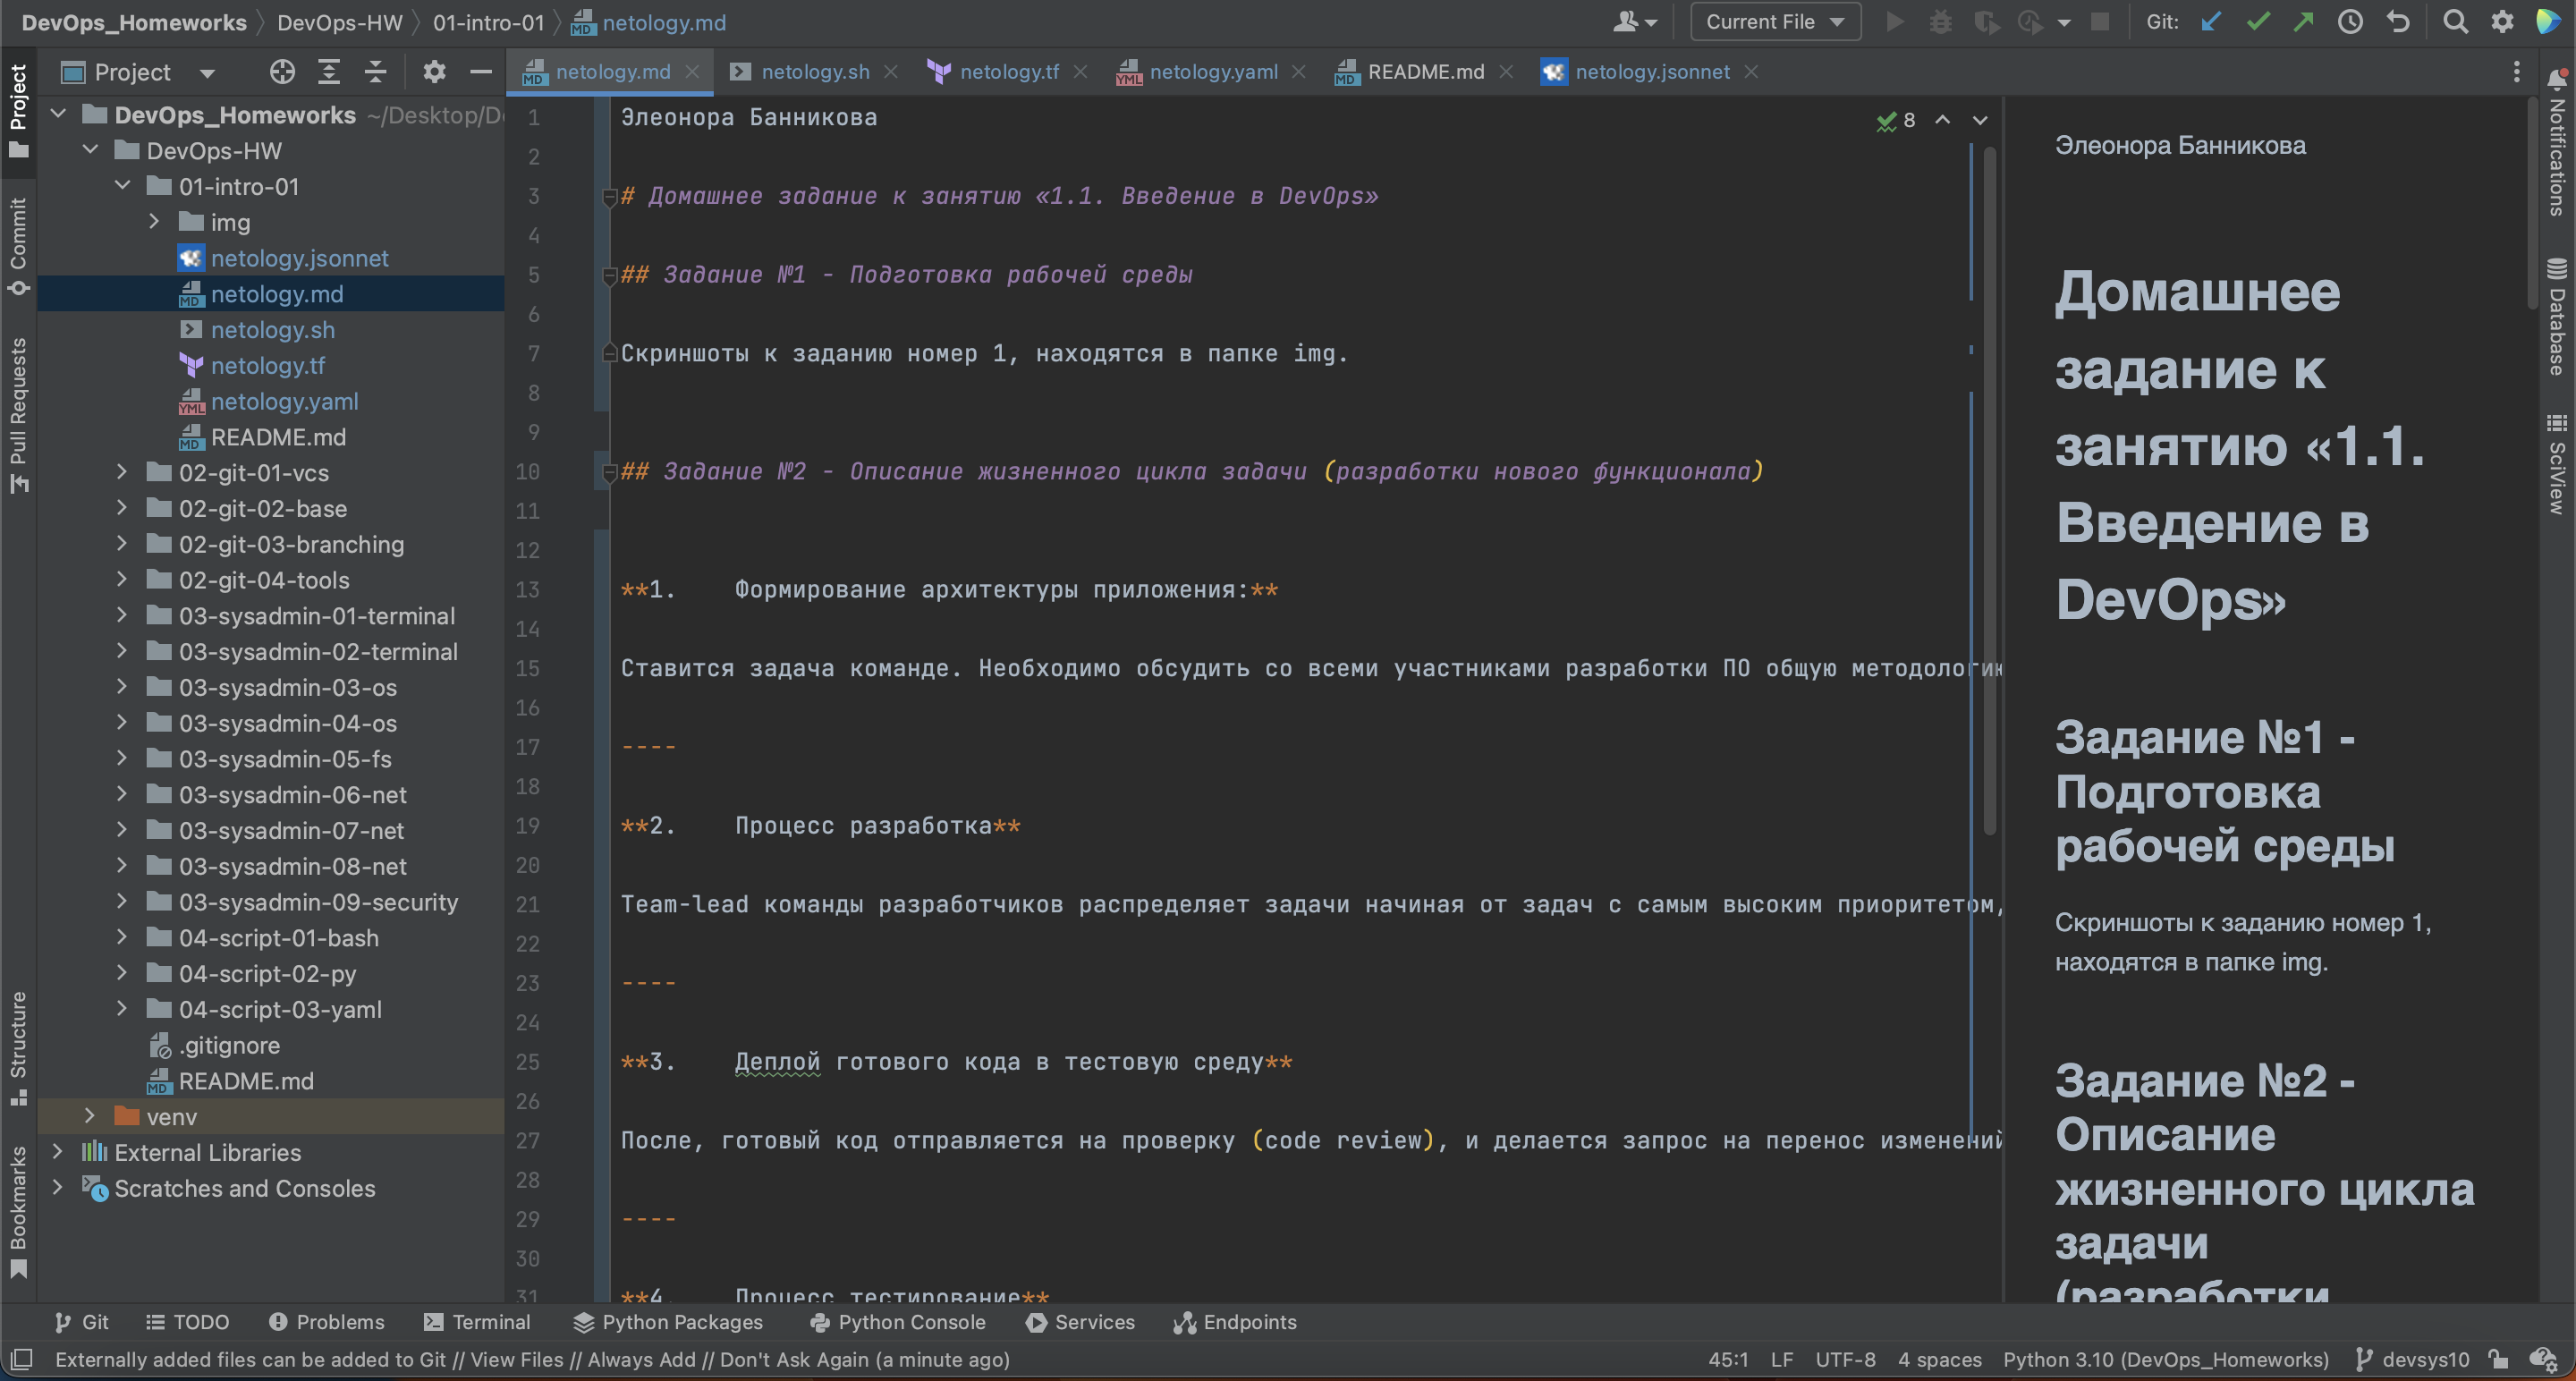 DevOps_Homeworks DevOps-HW 01-intro-01 netology.md Current File Git:
Project netology.md netology.sh netology.tf netology.yaml README.md netology.jsonnet
Project
Commit
Pull Requests
Structure
Bookmarks
DevOps_Homeworks ~/Desktop/D
DevOps-HW
01-intro-01
img
netology.jsonnet
netology.md
netology.sh
netology.tf
netology.yaml
README.md
02-git-01-vcs
02-git-02-base
02-git-03-branching
02-git-04-tools
03-sysadmin-01-terminal
03-sysadmin-02-terminal
03-sysadmin-03-os
03-sysadmin-04-os
03-sysadmin-05-fs
03-sysadmin-06-net
03-sysadmin-07-net
03-sysadmin-08-net
03-sysadmin-09-security
04-script-01-bash
04-script-02-py
04-script-03-yaml
.gitignore
README.md
venv
External Libraries
Scratches and Consoles
8
1 Элеонора Банникова
2
3 # Домашнее задание к занятию «1.1. Введение в DevOps»
4
5 ## Задание №1 - Подготовка рабочей среды
6
7 Скриншоты к заданию номер 1, находятся в папке img.
8
9
10 ## Задание №2 - Описание жизненного цикла задачи (разработки нового функционала)
11
12
13 **1. Формирование архитектуры приложения:**
14
15 Ставится задача команде. Необходимо обсудить со всеми участниками разработки ПО общую методологию
16
17 ----
18
19 **2. Процесс разработка**
20
21 Team-lead команды разработчиков распределяет задачи начиная от задач с самым высоким приоритетом,
22
23 ----
24
25 **3. Деплой готового кода в тестовую среду**
26
27 После, готовый код отправляется на проверку (code review), и делается запрос на перенос изменений
28
29 ----
30
31 **4. Процесс тестирование**
Элеонора Банникова
Домашнее
задание к
занятию «1.1.
Введение в
DevOps»
Задание №1 -
Подготовка
рабочей среды
Скриншоты к заданию номер 1,
находятся в папке img.
Задание №2 -
Описание
жизненного цикла
задачи
(разработки
Notifications
Database
SciView
Git TODO Problems Terminal Python Packages Python Console Services Endpoints
Externally added files can be added to Git // View Files // Always Add // Don't Ask Again (a minute ago) 45:1 LF UTF-8 4 spaces Python 3.10 (DevOps_Homeworks) devsys10